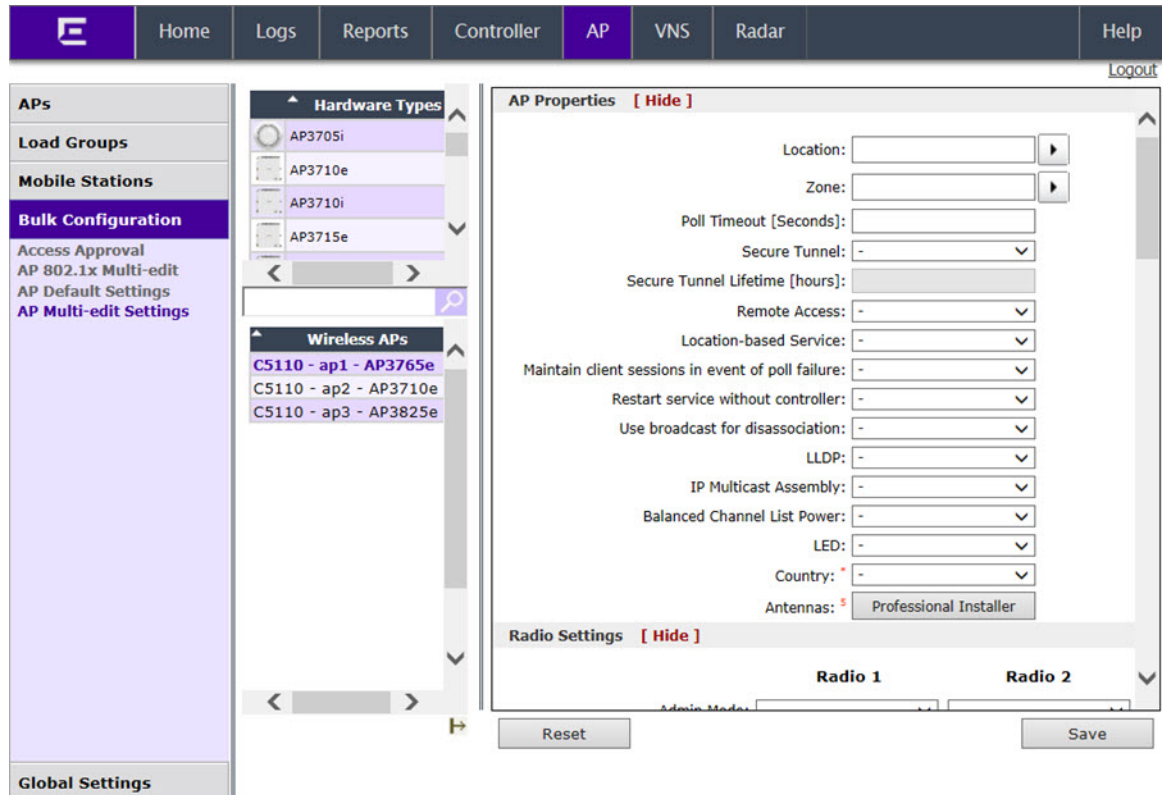 Home Logs Reports Controller AP VNS Radar Help
Logout
APs
Load Groups
Mobile Stations
Bulk Configuration
Access Approval
AP 802.1x Multi-edit
AP Default Settings
AP Multi-edit Settings
Global Settings
Hardware Types
AP3705i
AP3710e
AP3710i
AP3715e
Wireless APs
C5110 - ap1 - AP3765e
C5110 - ap2 - AP3710e
C5110 - ap3 - AP3825e
AP Properties [ Hide ]
Location:
Zone:
Poll Timeout [Seconds]:
Secure Tunnel: -
Secure Tunnel Lifetime [hours]:
Remote Access: -
Location-based Service: -
Maintain client sessions in event of poll failure: -
Restart service without controller: -
Use broadcast for disassociation: -
LLDP: -
IP Multicast Assembly: -
Balanced Channel List Power: -
LED: -
Country: * -
Antennas: 5 Professional Installer
Radio Settings [ Hide ]
Radio 1 Radio 2
Admin Mode:
Reset Save